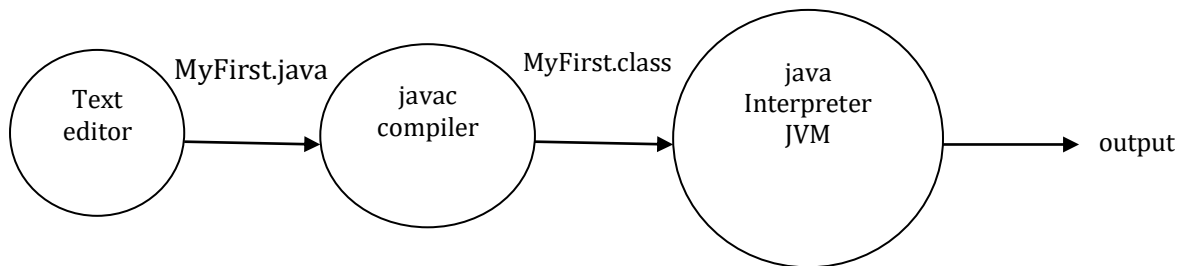 Text
editor
MyFirst.java
javac
compiler
MyFirst.class
java
Interpreter
JVM
output